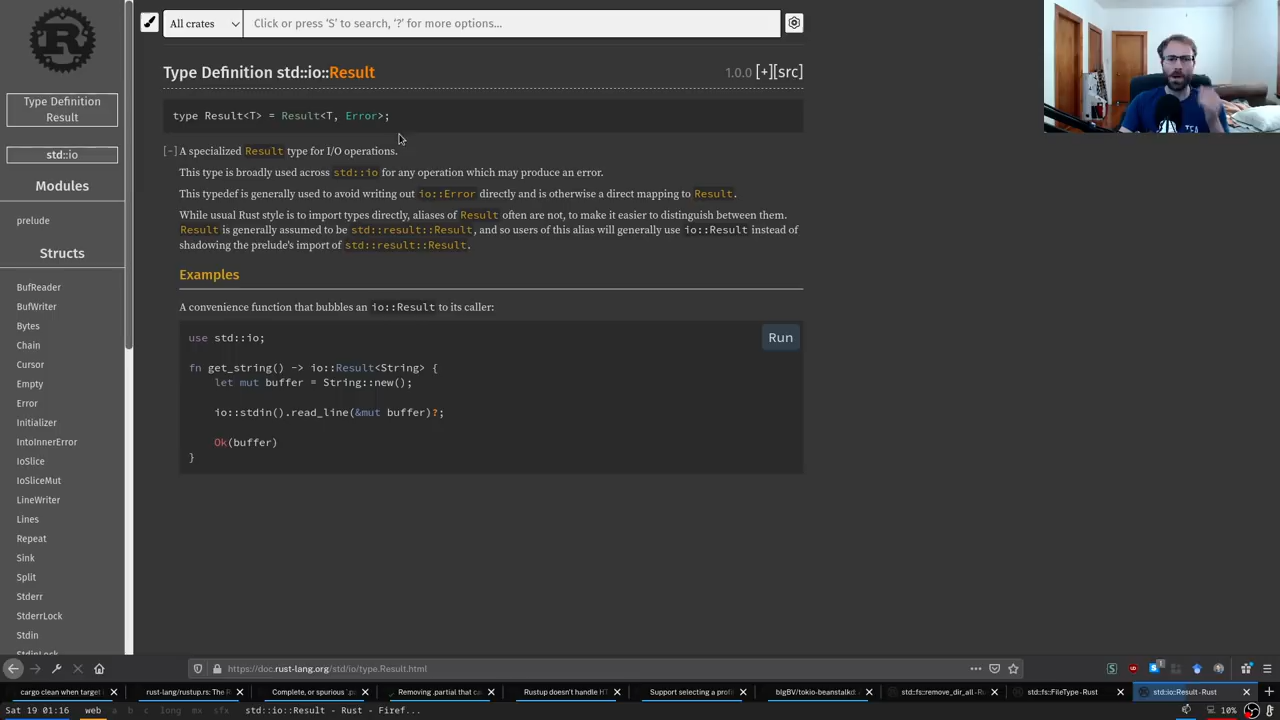 All crates
Click or press ‘S’ to search, ‘?’ for more options…
Type Definition
Result
std::io
Modules
prelude
Structs
BufReader
BufWriter
Bytes
Chain
Cursor
Empty
Error
Initializer
IntoInnerError
IoSlice
IoSliceMut
LineWriter
Lines
Repeat
Sink
Split
Stderr
StderrLock
Stdin
StdinLock
Type Definition std::io::Result
1.0.0 [+][src]
type Result<T> = Result<T, Error>;
[−] A specialized Result type for I/O operations.
This type is broadly used across std::io for any operation which may produce an error.
This typedef is generally used to avoid writing out io::Error directly and is otherwise a direct mapping to Result.
While usual Rust style is to import types directly, aliases of Result often are not, to make it easier to distinguish between them.
Result is generally assumed to be std::result::Result, and so users of this alias will generally use io::Result instead of
shadowing the prelude's import of std::result::Result.
Examples
A convenience function that bubbles an io::Result to its caller:
Run
use std::io;
fn get_string() -> io::Result<String> {
let mut buffer = String::new();
io::stdin().read_line(&mut buffer)?;
Ok(buffer)
}
TEA
https://doc.rust-lang.org/std/io/type.Result.html
cargo clean when target
rust-lang/rustup.rs: The R
Complete, or spurious '.pa
Removing .partial that ca
Rustup doesn't handle HT
Support selecting a profi
blgBV/tokio-beanstalkd:
std::fs::remove_dir_all - R
std::fs::FileType - Rust
std::io::Result - Rust
Sat 19 01:16 web a b c long mx sfx std::io::Result - Rust - Firef...
10%